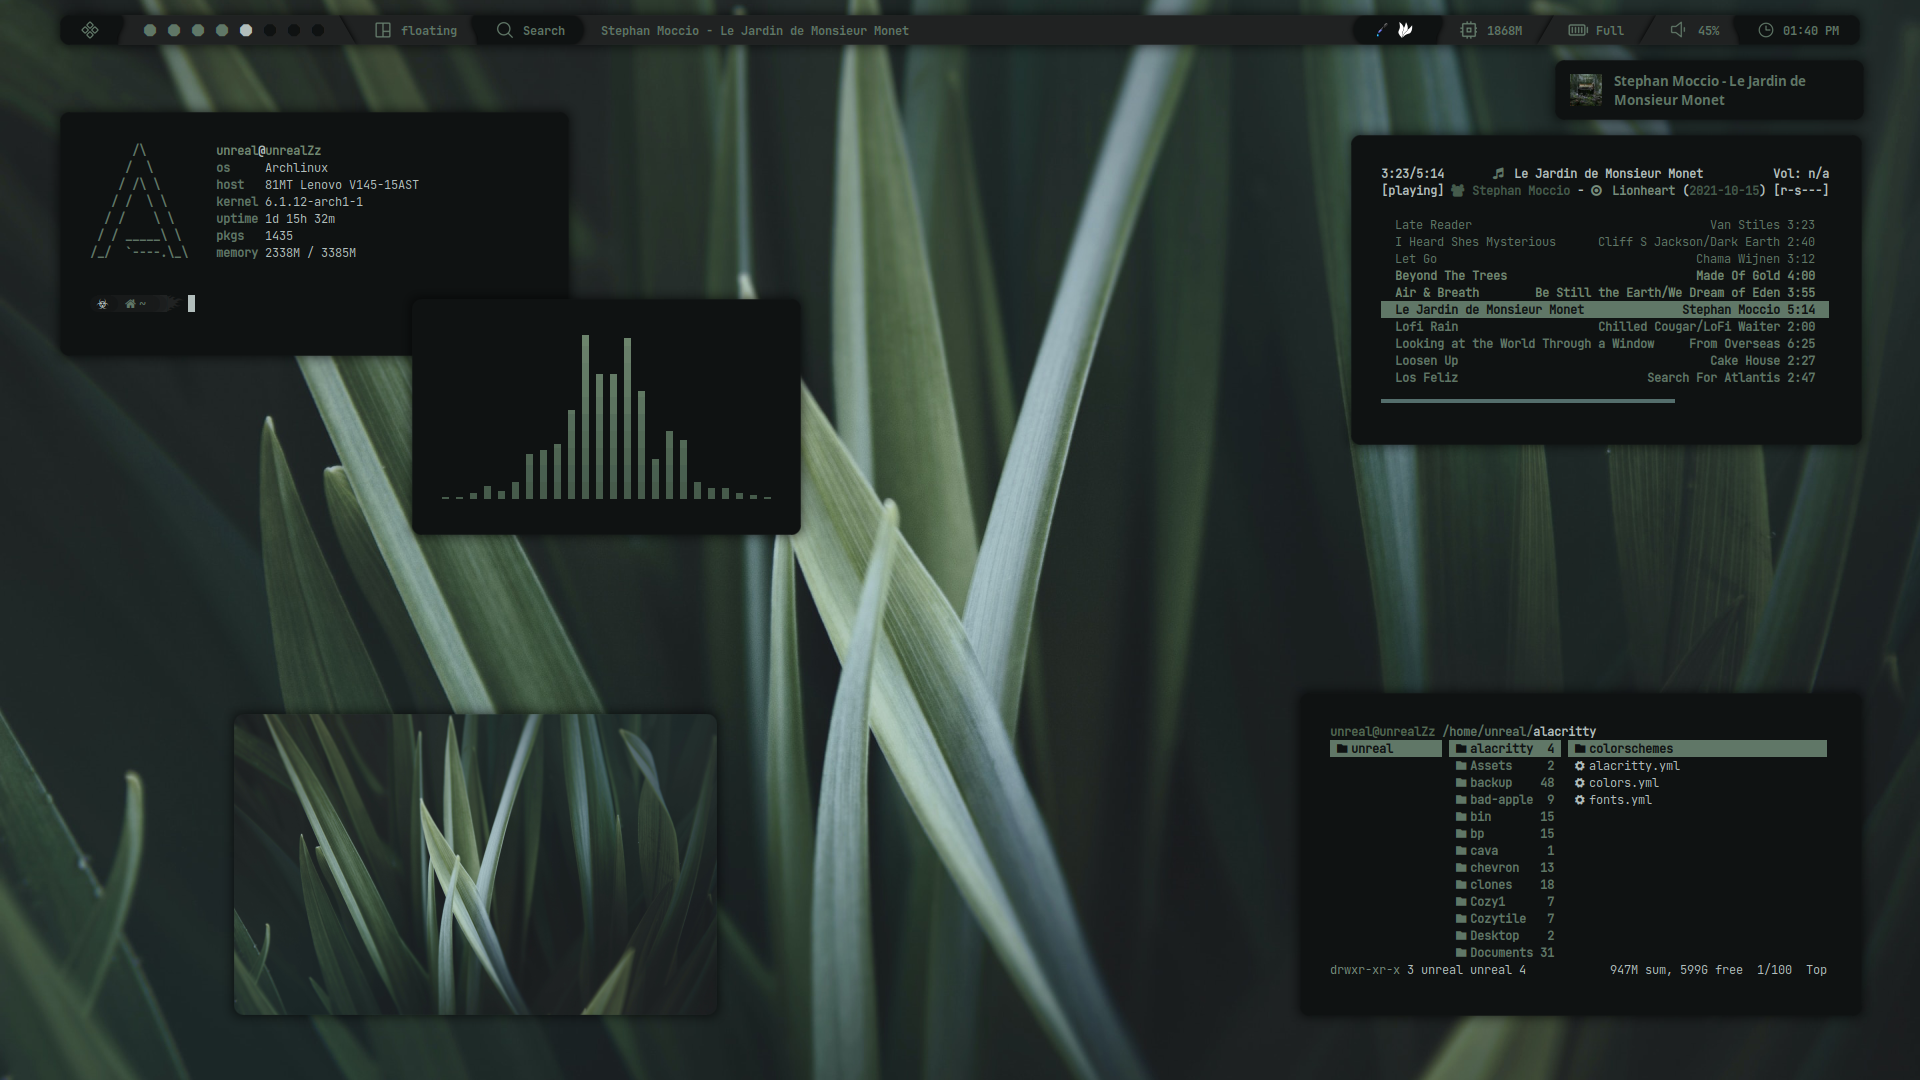 floating
Search
Stephan Moccio - Le Jardin de Monsieur Monet
1868M
Full
45%
01:40 PM
Stephan Moccio - Le Jardin de
Monsieur Monet
/\
/  \
/ /\ \
/ /  \ \
/ /    \ \
/ / _____\ \
/_/  `----.\_\
unreal@unrealZz
os Archlinux
host 81MT Lenovo V145-15AST
kernel 6.1.12-arch1-1
uptime 1d 15h 32m
pkgs 1435
memory 2338M / 3385M
~
3:23/5:14 Le Jardin de Monsieur Monet Vol: n/a
[playing] Stephan Moccio - Lionheart (2021-10-15) [r-s---]
Late Reader Van Stiles 3:23
I Heard Shes Mysterious Cliff S Jackson/Dark Earth 2:40
Let Go Chama Wijnen 3:12
Beyond The Trees Made Of Gold 4:00
Air & Breath Be Still the Earth/We Dream of Eden 3:55
Le Jardin de Monsieur Monet Stephan Moccio 5:14
Lofi Rain Chilled Cougar/LoFi Waiter 2:00
Looking at the World Through a Window From Overseas 6:25
Loosen Up Cake House 2:27
Los Feliz Search For Atlantis 2:47
unreal@unrealZz /home/unreal/alacritty
unreal alacritty 4 colorschemes
Assets 2 alacritty.yml
backup 48 colors.yml
bad-apple 9 fonts.yml
bin 15
bp 15
cava 1
chevron 13
clones 18
Cozy1 7
Cozytile 7
Desktop 2
Documents 31
drwxr-xr-x 3 unreal unreal 4 947M sum, 599G free 1/100 Top